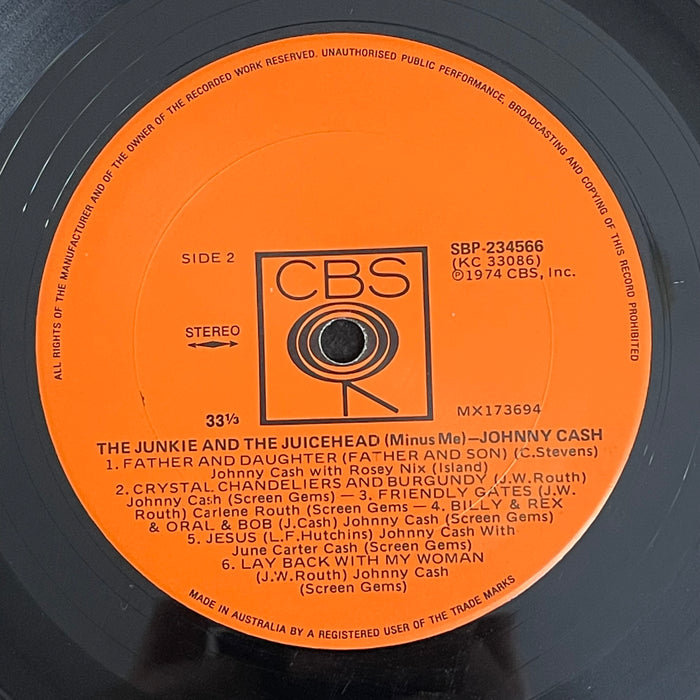 ALL RIGHTS OF THE MANUFACTURER AND OF THE OWNER OF THE RECORDED WORK RESERVED. UNAUTHORISED PUBLIC PERFORMANCE, BROADCASTING AND COPYING OF THIS RECORD PROHIBITED
SIDE 2
SBP-234566
(KC 33086)
℗1974 CBS, Inc.
CBS
STEREO
33⅓
MX173694
THE JUNKIE AND THE JUICEHEAD (Minus Me)—JOHNNY CASH
1. FATHER AND DAUGHTER (FATHER AND SON) (C.Stevens)
Johnny Cash with Rosey Nix (Island)
2. CRYSTAL CHANDELIERS AND BURGUNDY (J.W.Routh)
Johnny Cash (Screen Gems) — 3. FRIENDLY GATES (J.W.
Routh) Carlene Routh (Screen Gems — 4. BILLY & REX
& ORAL & BOB (J.Cash) Johnny Cash (Screen Gems)
5. JESUS (L.F.Hutchins) Johnny Cash With
June Carter Cash (Screen Gems)
6. LAY BACK WITH MY WOMAN
(J.W.Routh) Johnny Cash
(Screen Gems)
MADE IN AUSTRALIA BY A REGISTERED USER OF THE TRADE MARKS